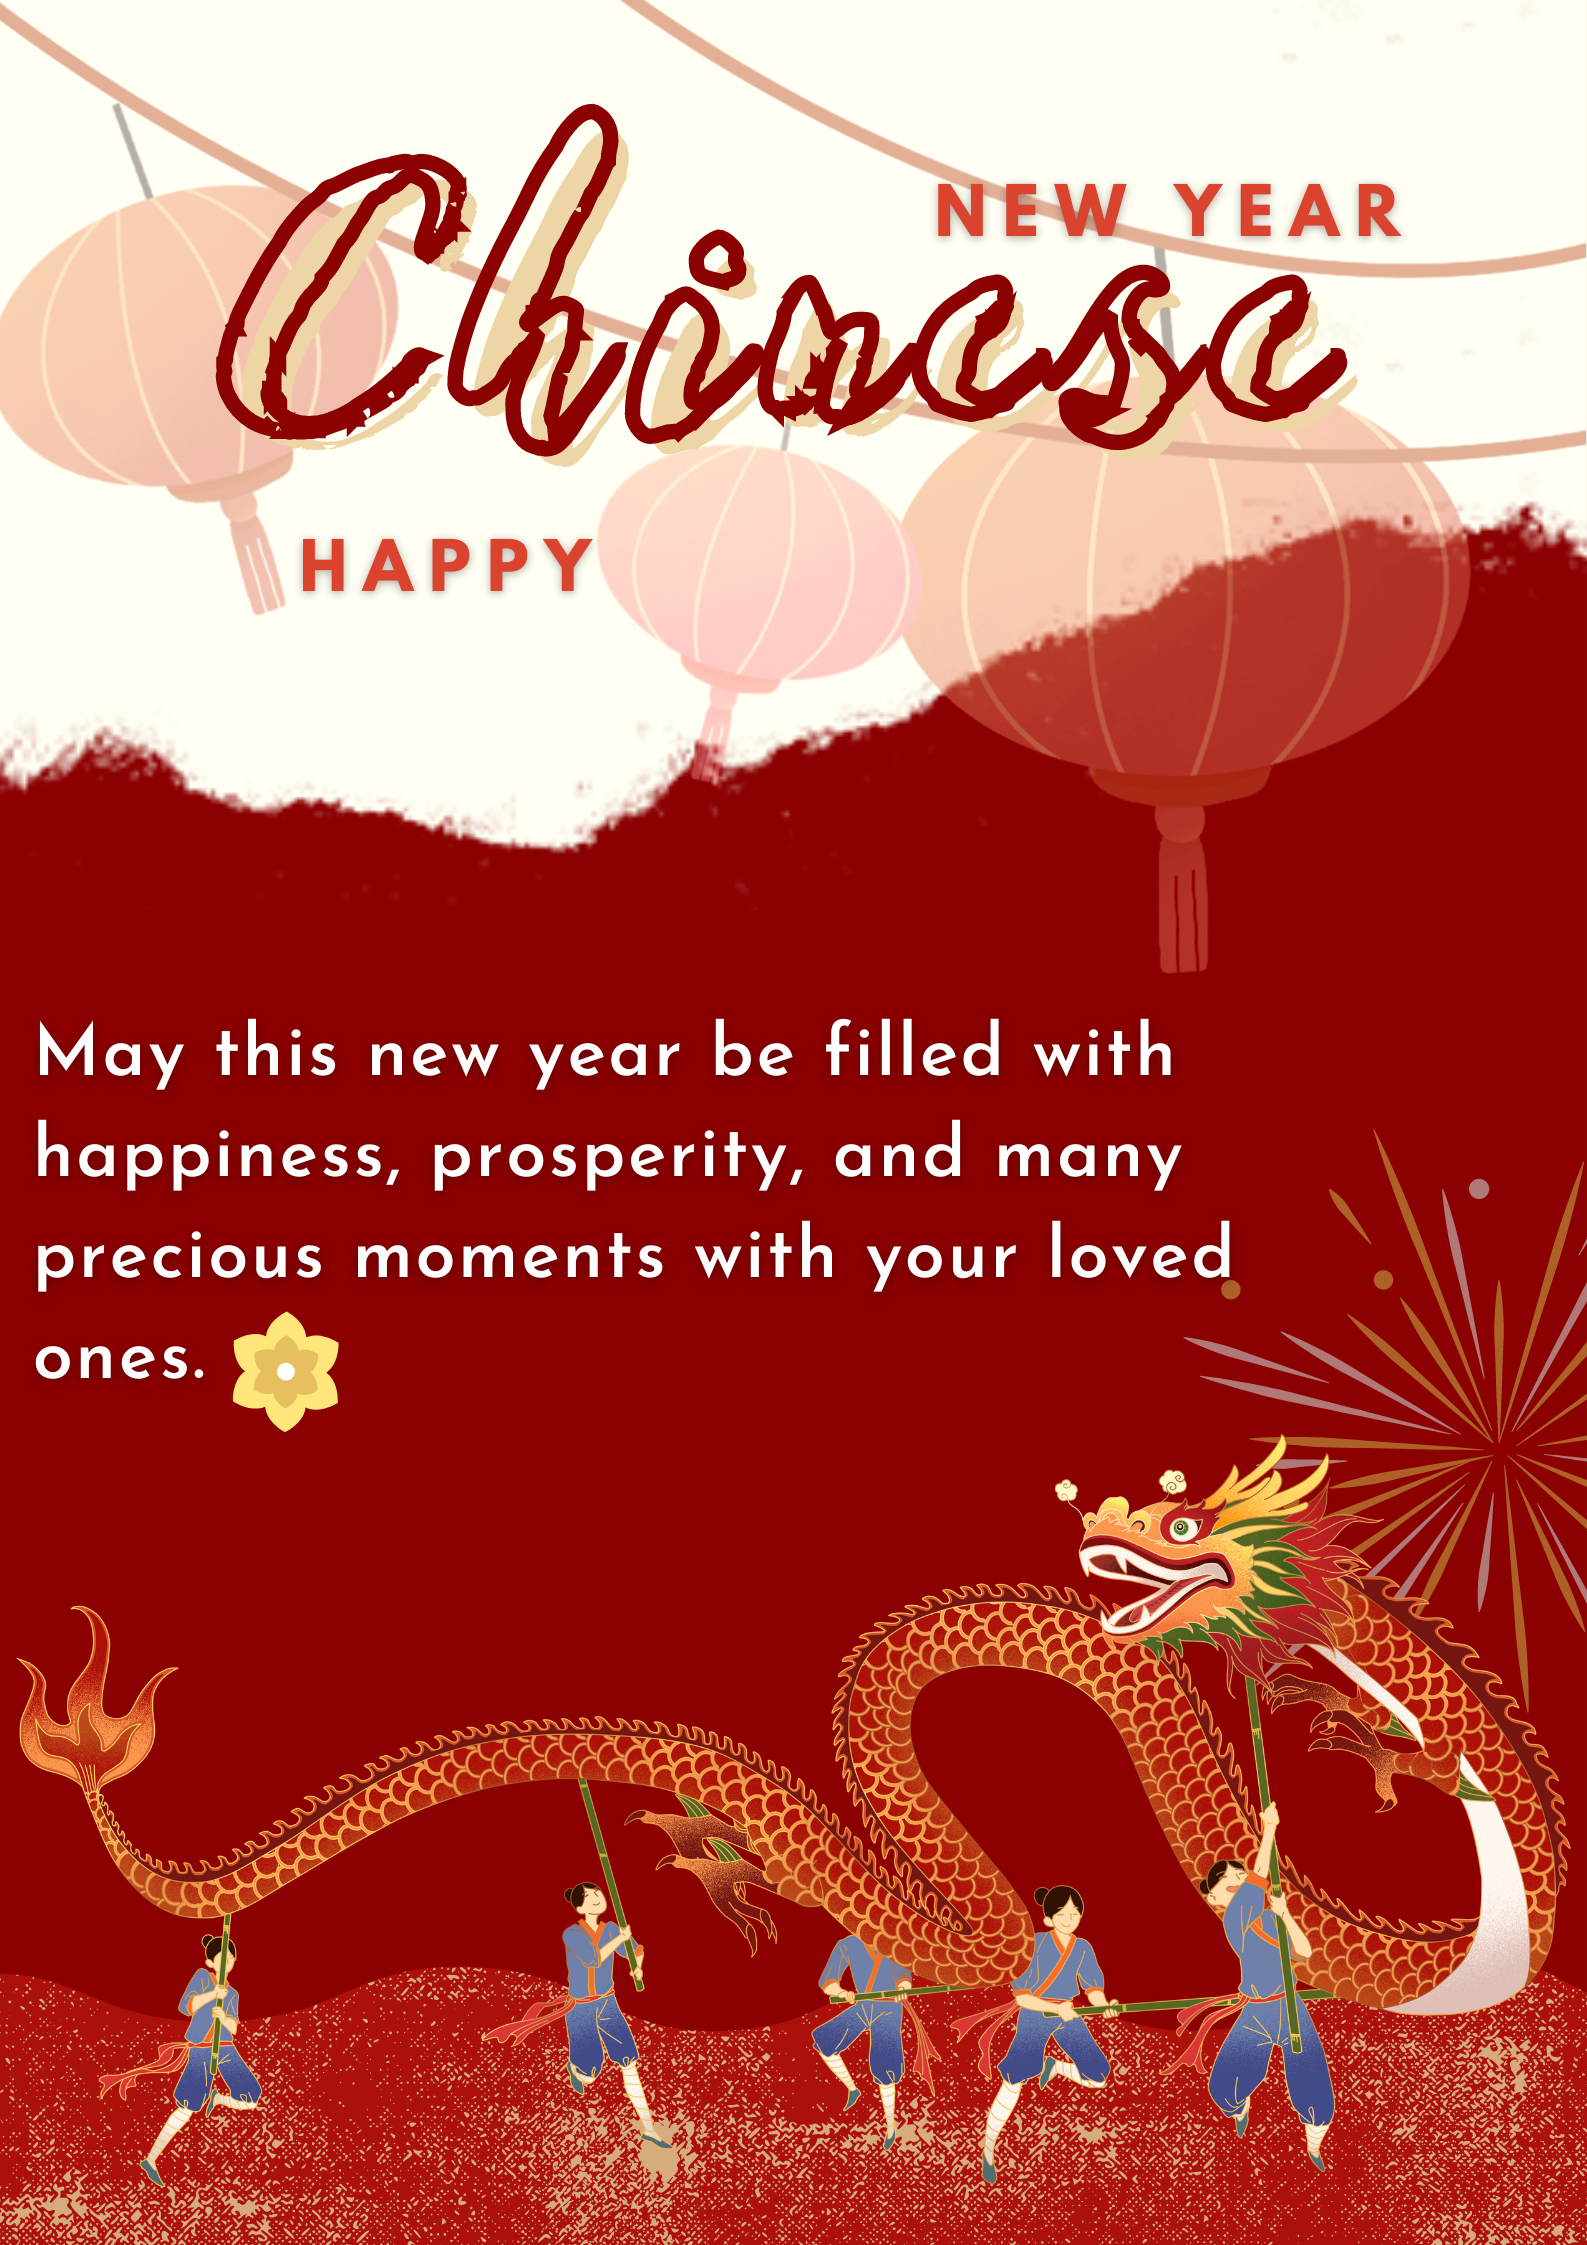 NEW YEAR
Chinese
HAPPY
May this new year be filled with
happiness, prosperity, and many
precious moments with your loved
ones.